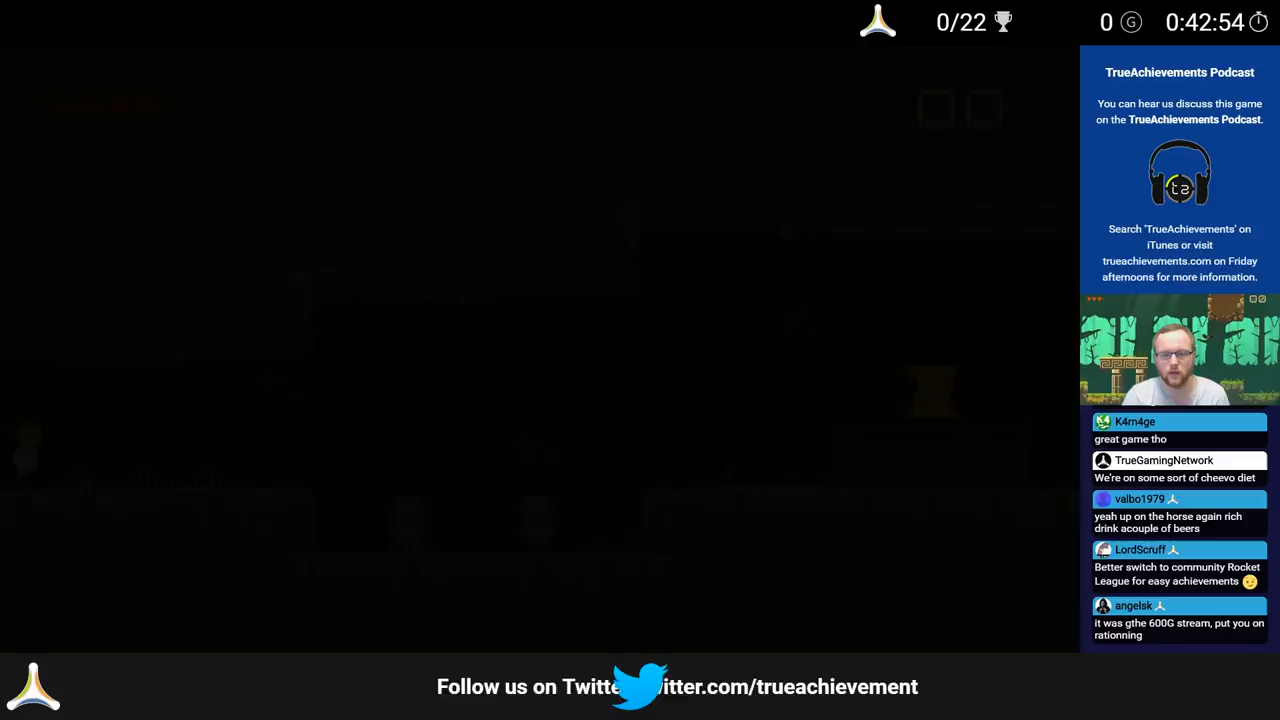 0/22
0 G
0:42:54
TrueAchievements Podcast
You can hear us discuss this game
on the TrueAchievements Podcast.
ta
Search 'TrueAchievements' on
iTunes or visit
trueachievements.com on Friday
afternoons for more information.
K4rn4ge
great game tho
TrueGamingNetwork
We're on some sort of cheevo diet
valbo1979
yeah up on the horse again rich
drink acouple of beers
LordScruff
Better switch to community Rocket
League for easy achievements
angelsk
it was gthe 600G stream, put you on
rationning
Follow us on Twitte itter.com/trueachievement